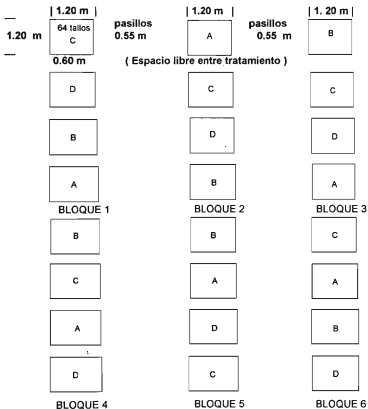 | 1.20 m | pasillos | 1.20 m | pasillos | 1. 20 m |
1.20 m 64 tallos 0.55 m A 0.55 m B
C
0.60 m ( Espacio libre entre tratamiento )
D C C
B D D
A B A
BLOQUE 1 BLOQUE 2 BLOQUE 3
B B C
C A A
A D B
D C D
BLOQUE 4 BLOQUE 5 BLOQUE 6